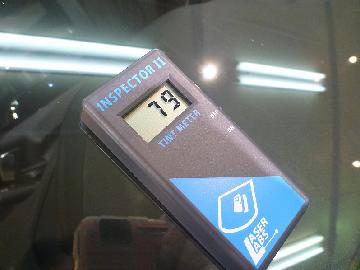 INSPECTOR II
79
TINT METER
LASER
LABS